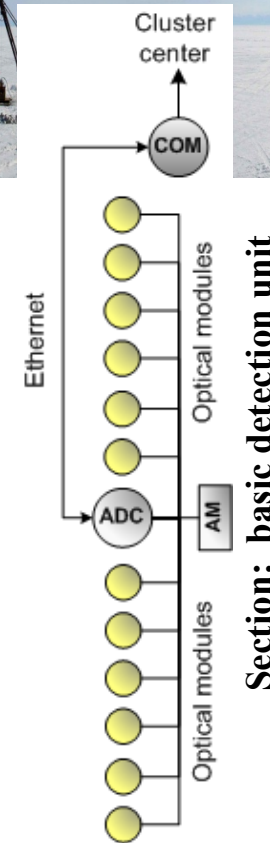 Cluster
center
COM
Ethernet
Optical modules
ADC
AM
Optical modules
Section: basic detection unit